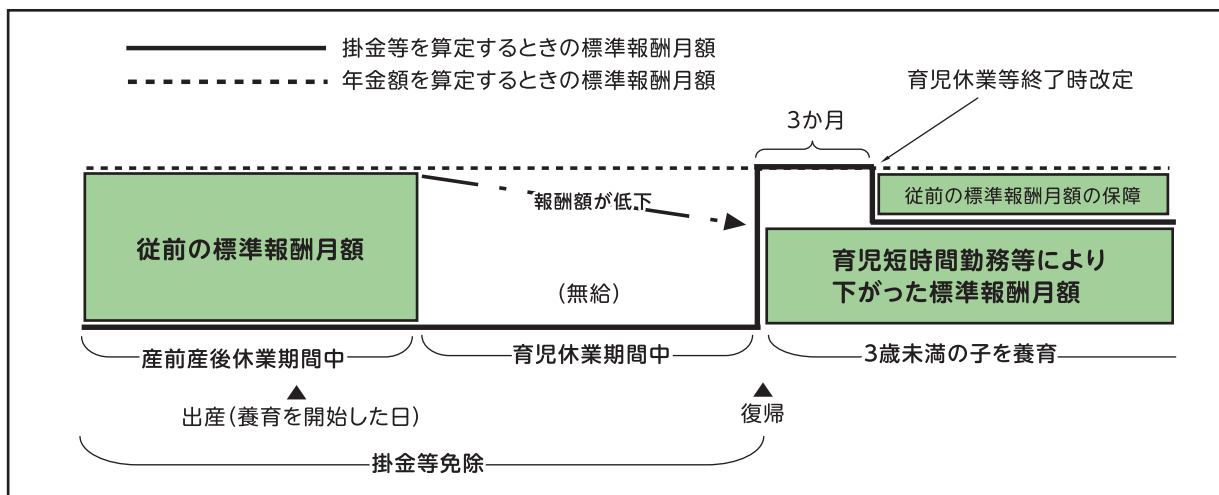 掛金等を算定するときの標準報酬月額
年金額を算定するときの標準報酬月額
育児休業等終了時改定
3か月
従前の標準報酬月額の保障
報酬額が低下
従前の標準報酬月額
(無給)
育児短時間勤務等により
下がった標準報酬月額
産前産後休業期間中
育児休業期間中
3歳未満の子を養育
出産(養育を開始した日)
復帰
掛金等免除